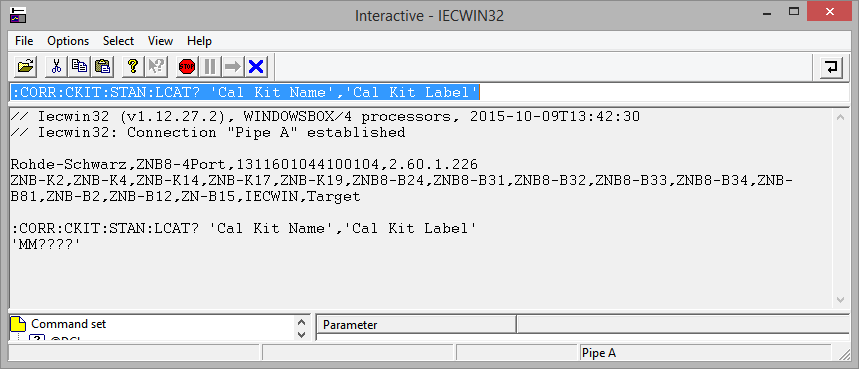 Interactive - IECWIN32
File Options Select View Help
STOP
:CORR:CKIT:STAN:LCAT? 'Cal Kit Name','Cal Kit Label'
// Iecwin32 (v1.12.27.2), WINDOWSBOX/4 processors, 2015-10-09T13:42:30
// Iecwin32: Connection "Pipe A" established
Rohde-Schwarz,ZNB8-4Port,1311601044100104,2.60.1.226
ZNB-K2,ZNB-K4,ZNB-K14,ZNB-K17,ZNB-K19,ZNB8-B24,ZNB8-B31,ZNB8-B32,ZNB8-B33,ZNB8-B34,ZNB-
B81,ZNB-B2,ZNB-B12,ZN-B15,IECWIN,Target
:CORR:CKIT:STAN:LCAT? 'Cal Kit Name','Cal Kit Label'
'MM????'
Command set
Parameter
Pipe A